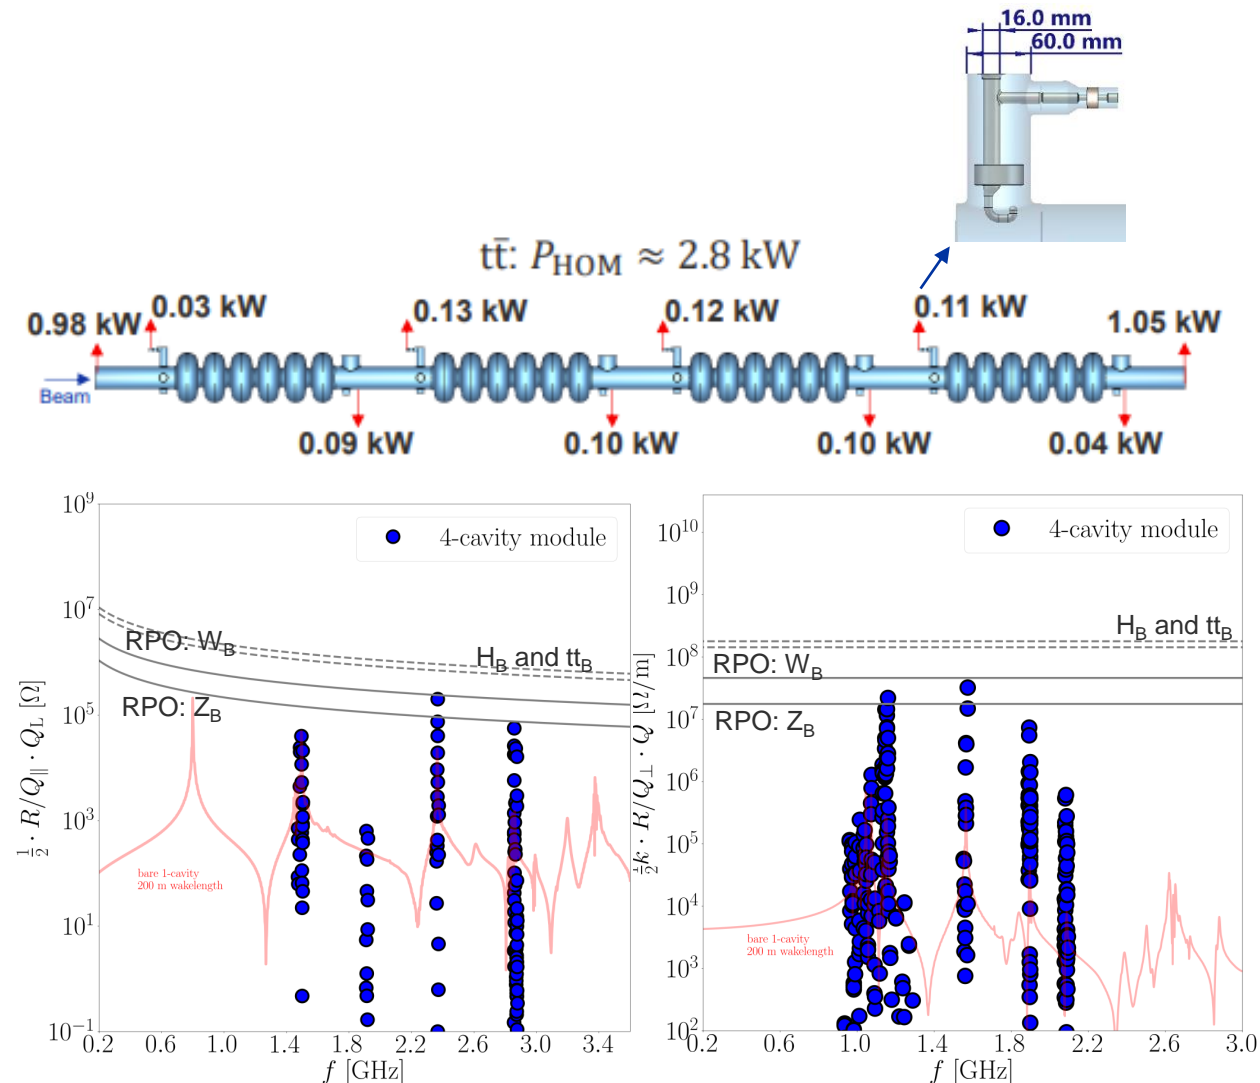 16.0 mm
60.0 mm
tt̄: P_HOM ≈ 2.8 kW
0.98 kW
0.03 kW
0.13 kW
0.12 kW
0.11 kW
1.05 kW
Beam
0.09 kW
0.10 kW
0.10 kW
0.04 kW
10^9
10^7
10^5
10^3
10^1
10^−1
½ · R/Q_∥ · Q_L [Ω]
4-cavity module
RPO: W_B
H_B and tt_B
RPO: Z_B
bare 1-cavity
200 m wakelength
0.2 0.6 1.0 1.4 1.8 2.2 2.6 3.0 3.4
f [GHz]
10^10
10^9
10^8
10^7
10^6
10^5
10^4
10^3
10^2
½k · R/Q_⊥ · Q [Ω/m]
4-cavity module
H_B and tt_B
RPO: W_B
RPO: Z_B
bare 1-cavity
200 m wakelength
0.2 0.6 1.0 1.4 1.8 2.2 2.6 3.0
f [GHz]